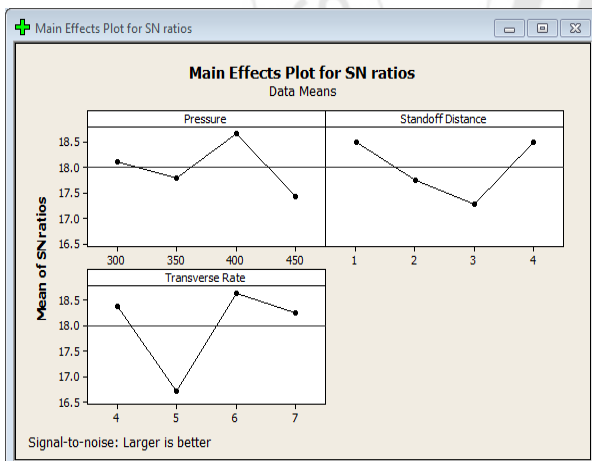 Main Effects Plot for SN ratios
Main Effects Plot for SN ratios
Data Means
Pressure Standoff Distance
18.5
18.0
17.5
17.0
16.5
300 350 400 450 1 2 3 4
Transverse Rate
18.5
18.0
17.5
17.0
16.5
4 5 6 7
Mean of SN ratios
Signal-to-noise: Larger is better